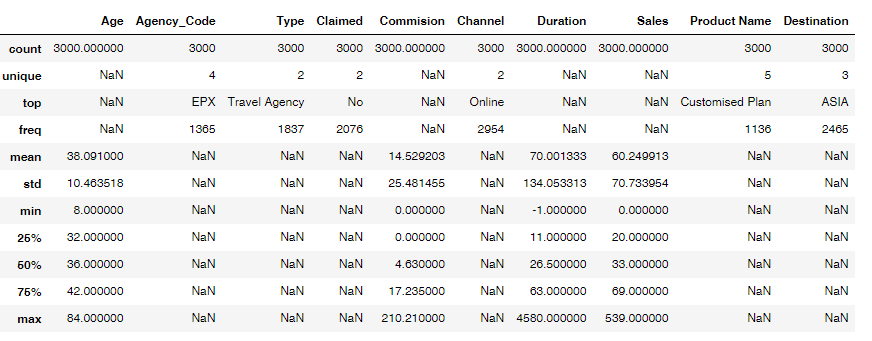 Age Agency_Code Type Claimed Commision Channel Duration Sales Product Name Destination
count 3000.000000 3000 3000 3000 3000.000000 3000 3000.000000 3000.000000 3000 3000
unique NaN 4 2 2 NaN 2 NaN NaN 5 3
top NaN EPX Travel Agency No NaN Online NaN NaN Customised Plan ASIA
freq NaN 1365 1837 2076 NaN 2954 NaN NaN 1136 2465
mean 38.091000 NaN NaN NaN 14.529203 NaN 70.001333 60.249913 NaN NaN
std 10.463518 NaN NaN NaN 25.481455 NaN 134.053313 70.733954 NaN NaN
min 8.000000 NaN NaN NaN 0.000000 NaN -1.000000 0.000000 NaN NaN
25% 32.000000 NaN NaN NaN 0.000000 NaN 11.000000 20.000000 NaN NaN
50% 36.000000 NaN NaN NaN 4.630000 NaN 26.500000 33.000000 NaN NaN
75% 42.000000 NaN NaN NaN 17.235000 NaN 63.000000 69.000000 NaN NaN
max 84.000000 NaN NaN NaN 210.210000 NaN 4580.000000 539.000000 NaN NaN